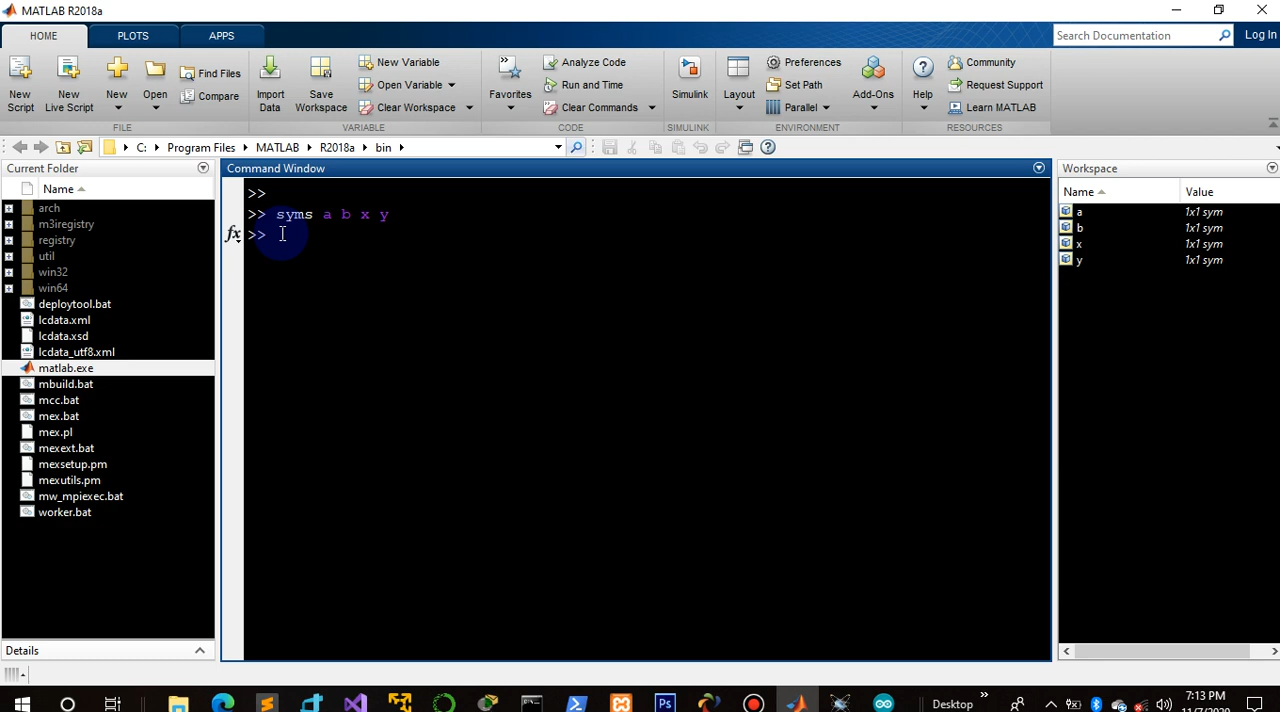 MATLAB R2018a
HOME PLOTS APPS
Search Documentation Log In
New Script
New Live Script
New
Open
Find Files
Compare
Import Data
Save Workspace
New Variable
Open Variable
Clear Workspace
Favorites
Analyze Code
Run and Time
Clear Commands
Simulink
Layout
Preferences
Set Path
Parallel
Add-Ons
Help
Community
Request Support
Learn MATLAB
FILE VARIABLE CODE SIMULINK ENVIRONMENT RESOURCES
C: Program Files MATLAB R2018a bin
Current Folder
Name
arch
m3iregistry
registry
util
win32
win64
deploytool.bat
lcdata.xml
lcdata.xsd
lcdata_utf8.xml
matlab.exe
mbuild.bat
mcc.bat
mex.bat
mex.pl
mexext.bat
mexsetup.pm
mexutils.pm
mw_mpiexec.bat
worker.bat
Details
Command Window
>>
>> syms a b x y
fx >>
Workspace
Name Value
a 1x1 sym
b 1x1 sym
x 1x1 sym
y 1x1 sym
Ps
Desktop
7:13 PM